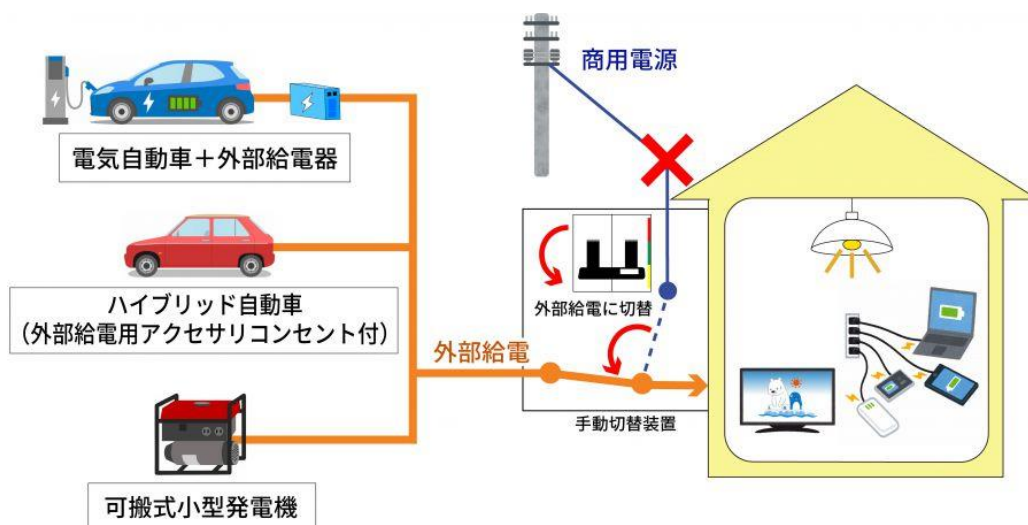 商用電源
電気自動車+外部給電器
ハイブリッド自動車
（外部給電用アクセサリコンセント付）
外部給電に切替
外部給電
手動切替装置
可搬式小型発電機